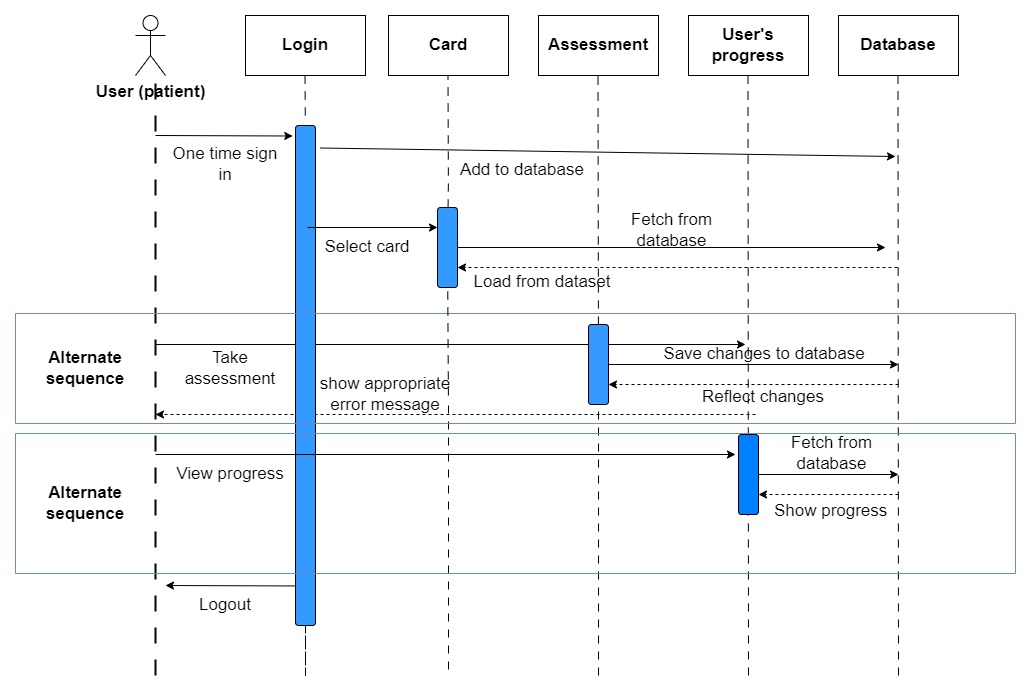 User (patient)
Login
Card
Assessment
User's
progress
Database
One time sign
in
Add to database
Select card
Fetch from
database
Load from dataset
Alternate
sequence
Take
assessment
Save changes to database
Reflect changes
show appropriate
error message
Alternate
sequence
View progress
Fetch from
database
Show progress
Logout